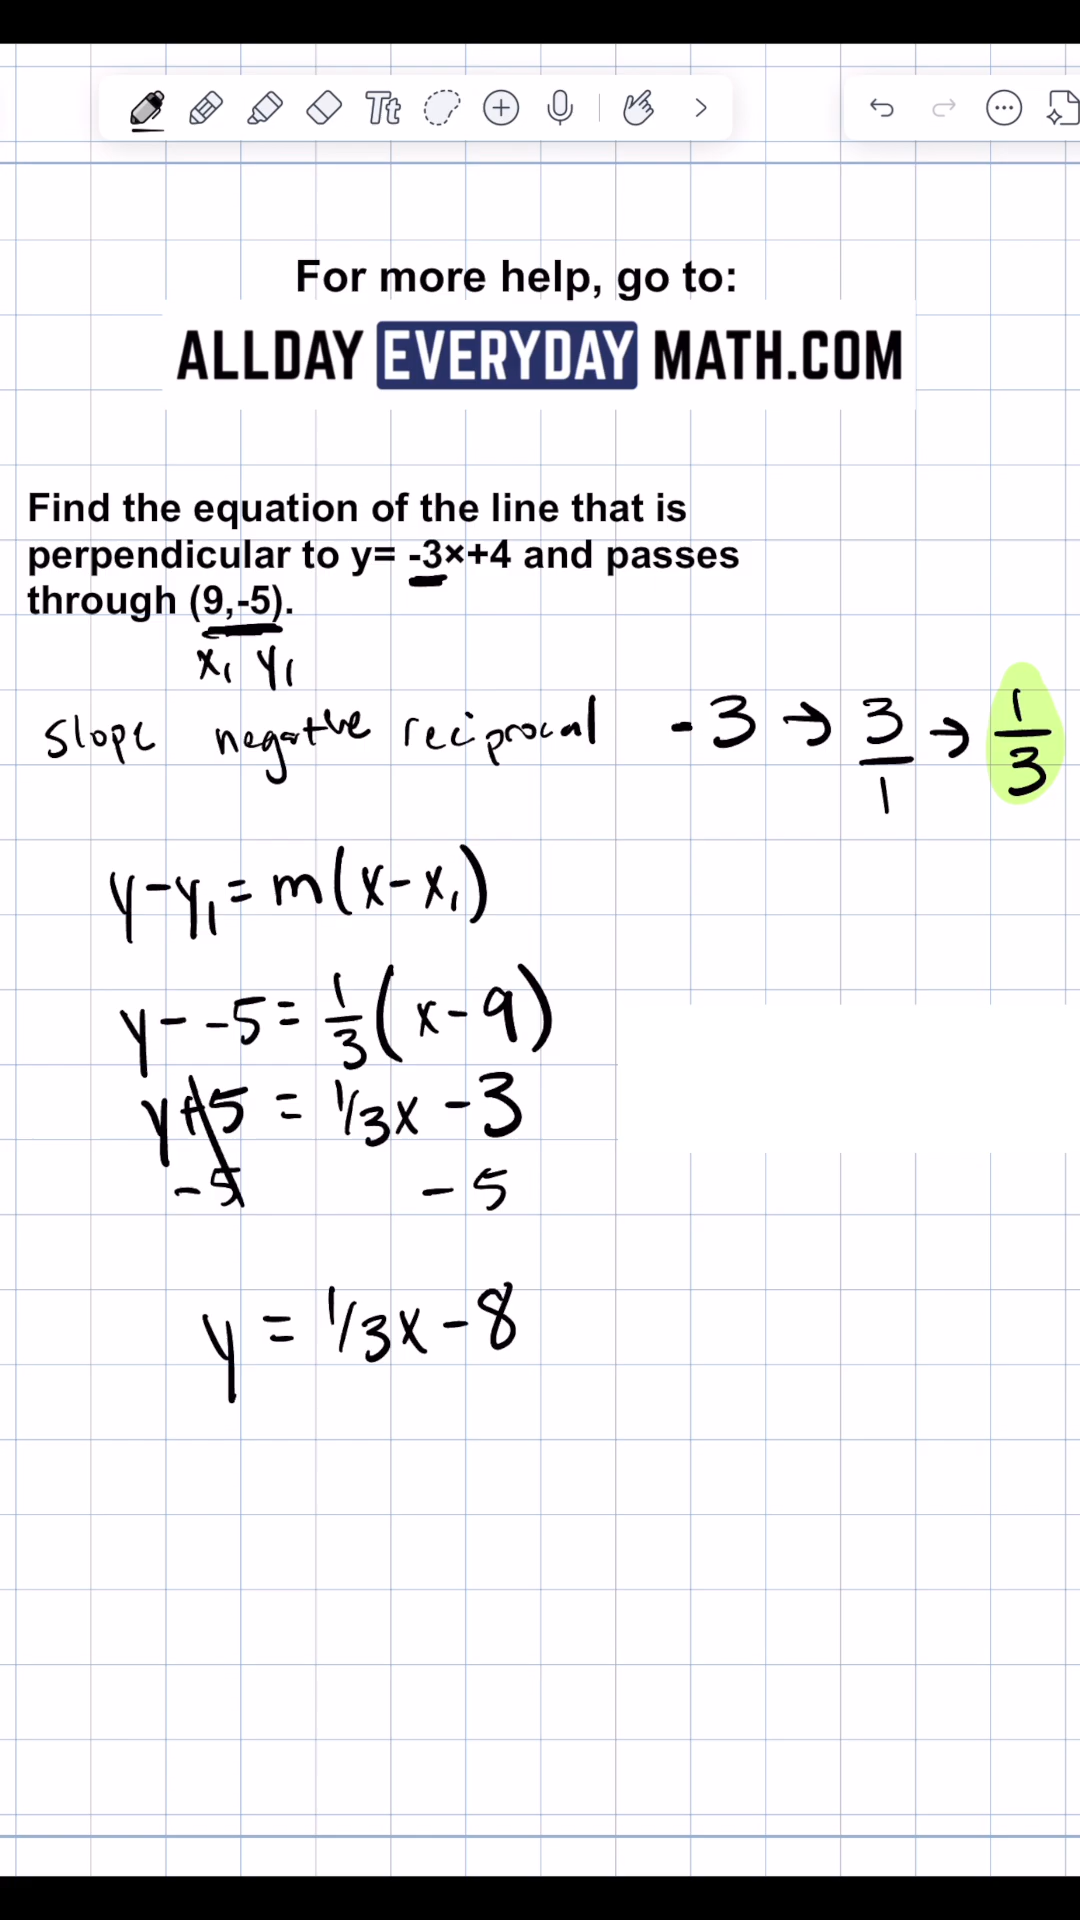 Tt
For more help, go to:
ALLDAY EVERYDAY MATH.COM
Find the equation of the line that is
perpendicular to y= -3×+4 and passes
through (9,-5).
x₁ y₁
slope negative reciprocal -3 → 3/1 → 1/3
y-y₁ = m(x-x₁)
y--5 = 1/3(x-9)
y+5 = 1/3x -3
-5 -5
y = 1/3x -8